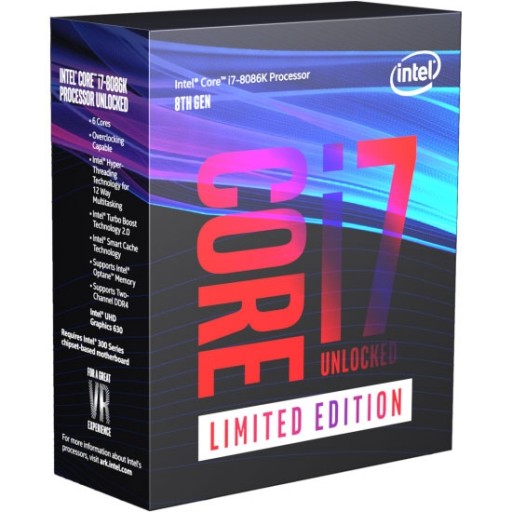 INTEL® CORE™ i7-8086K
PROCESSOR UNLOCKED
• 6 Cores
• Overclocking
Capable
• Intel® Hyper-
Threading
Technology for
12 Way
Multitasking
• Intel® Turbo Boost
Technology 2.0
• Intel® Smart Cache
Technology
• Supports Intel®
Optane™ Memory
• Supports Two-
Channel DDR4
Intel® UHD
Graphics 630
Requires Intel® 300 Series
chipset-based motherboard
FOR A GREAT
VR
EXPERIENCE
For more information about Intel's
processors, visit ark.intel.com
Intel® Core™ i7-8086K Processor
8TH GEN
intel
CORE
i7
UNLOCKED
LIMITED EDITION